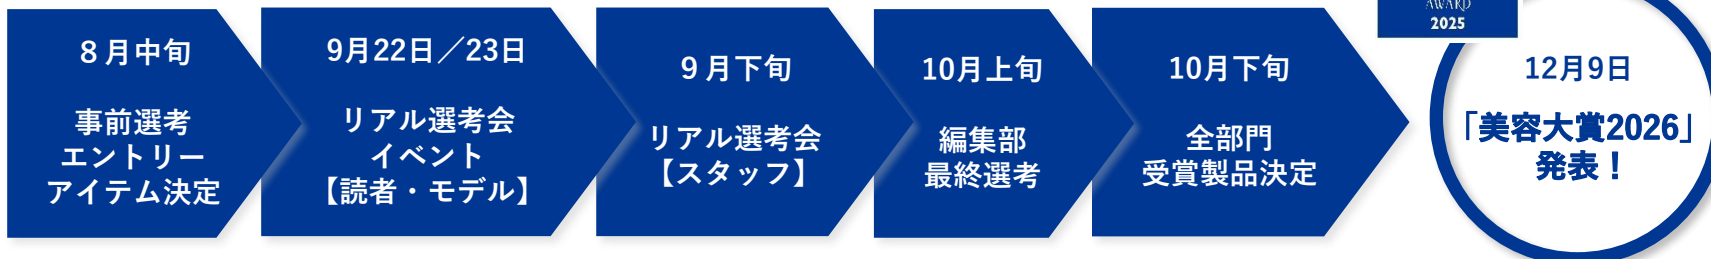 ８月中旬
事前選考
エントリー
アイテム決定
9月22日／23日
リアル選考会
イベント
【読者・モデル】
９月下旬
リアル選考会
【スタッフ】
10月上旬
編集部
最終選考
10月下旬
全部門
受賞製品決定
AWARD
2025
12月9日
「美容大賞2026」
発表！